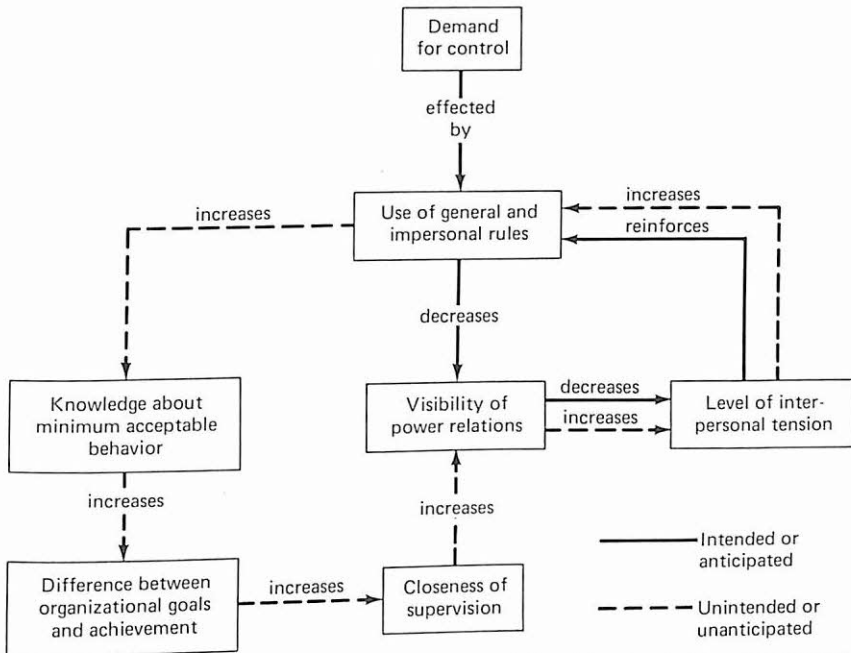 Demand
for control
effected
by
increases
Use of general and
impersonal rules
increases
reinforces
decreases
Knowledge about
minimum acceptable
behavior
Visibility of
power relations
decreases
increases
Level of inter-
personal tension
increases
increases
Difference between
organizational goals
and achievement
increases
Closeness of
supervision
Intended or
anticipated
Unintended or
unanticipated